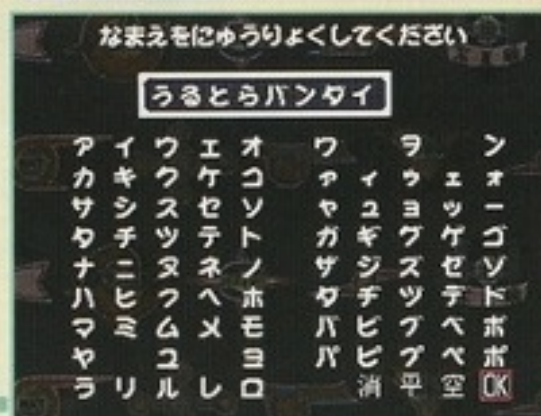 なまえをにゅうりょくしてください
うるとらバンダイ
ア イ ウ エ オ ワ ヲ ン
カ キ ク ケ コ ァ ィ ゥ ェ ォ
サ シ ス セ ソ ャ ュ ョ ッ ー
タ チ ツ テ ト ガ ギ グ ゲ ゴ
ナ ニ ヌ ネ ノ ザ ジ ズ ゼ ゾ
ハ ヒ フ ヘ ホ ダ ヂ ヅ デ ド
マ ミ ム メ モ バ ビ ブ ベ ボ
ヤ ユ ヨ パ ピ プ ペ ポ
ラ リ ル レ ロ 消 平 空 OK